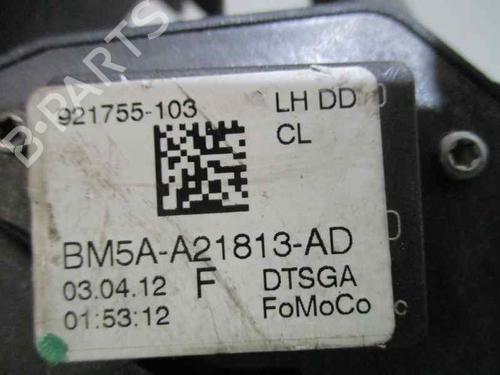 B-PARTS
921755-103 LH DD
CL
BM5A-A21813-AD
03.04.12 F DTSGA
01:53:12 FoMoCo